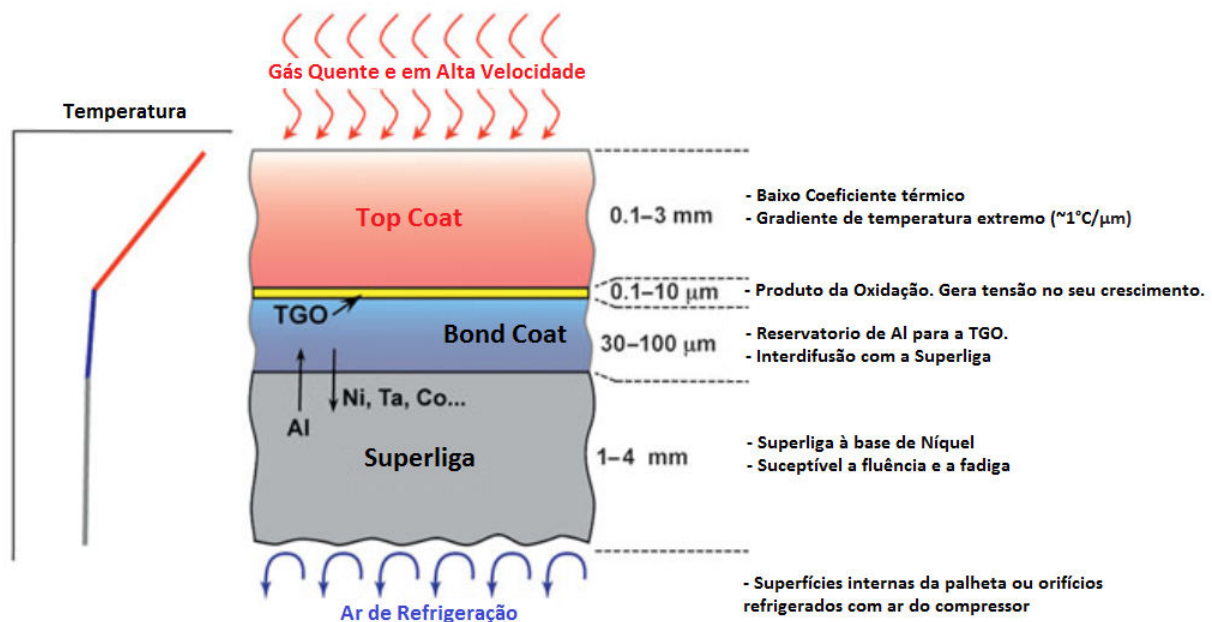 Gás Quente e em Alta Velocidade
Temperatura
Top Coat
0.1–3 mm
- Baixo Coeficiente térmico
- Gradiente de temperatura extremo (~1°C/µm)
TGO
0.1–10 µm
- Produto da Oxidação. Gera tensão no seu crescimento.
Bond Coat
30–100 µm
- Reservatorio de Al para a TGO.
- Interdifusão com a Superliga
Ni, Ta, Co...
Al
Superliga
1–4 mm
- Superliga à base de Níquel
- Suceptível a fluência e a fadiga
Ar de Refrigeração
- Superfícies internas da palheta ou orifícios
refrigerados com ar do compressor